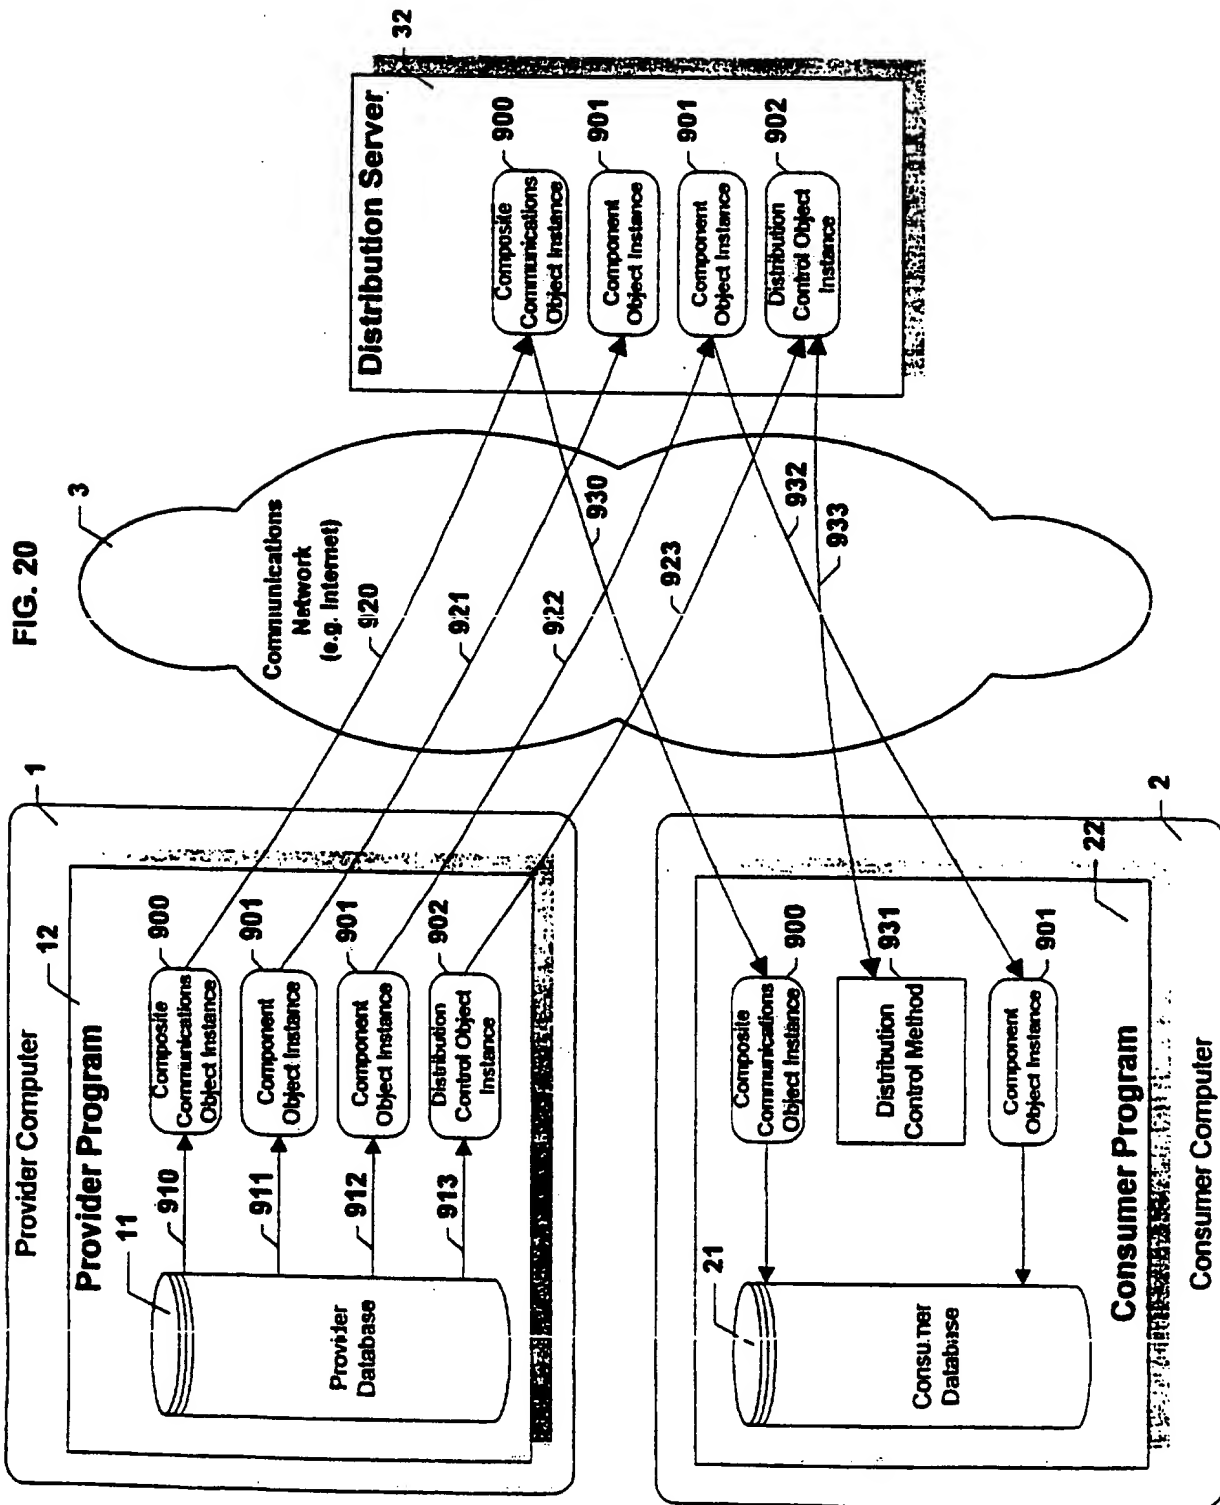 FIG. 20
Provider Computer
1
Provider Program
12
11
Provider
Database
910
911
912
913
Composite
Communications
Object Instance
900
Component
Object Instance
901
Component
Object Instance
901
Distribution
Control Object
Instance
902
3
Communications
Network
(e.g. Internet)
920
921
922
923
930
932
933
Distribution Server
32
Composite
Communications
Object Instance
900
Component
Object Instance
901
Component
Object Instance
901
Distribution
Control Object
Instance
902
2
22
21
Consumer
Database
Composite
Communications
Object Instance
900
Distribution
Control Method
931
Component
Object Instance
901
Consumer Program
Consumer Computer